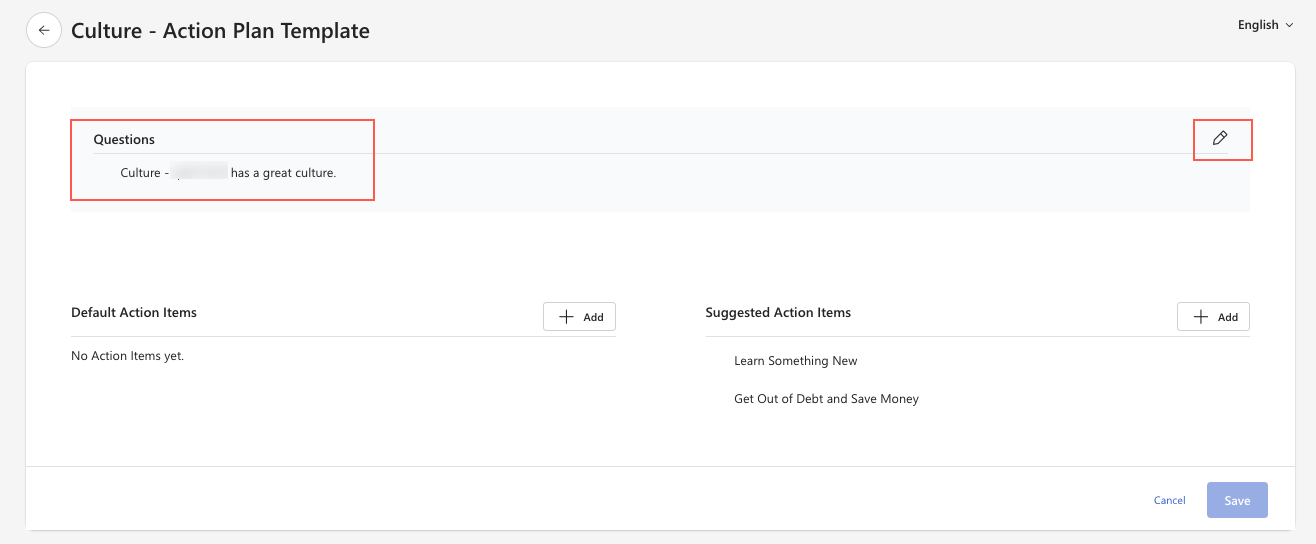 Culture - Action Plan Template
English
Questions
Culture - has a great culture.
Default Action Items
Add
No Action Items yet.
Suggested Action Items
Add
Learn Something New
Get Out of Debt and Save Money
Cancel
Save